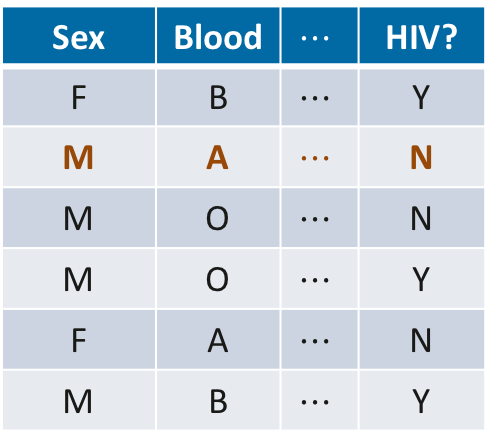 Sex Blood ⋯ HIV?
F B ⋯ Y
M A ⋯ N
M O ⋯ N
M O ⋯ Y
F A ⋯ N
M B ⋯ Y